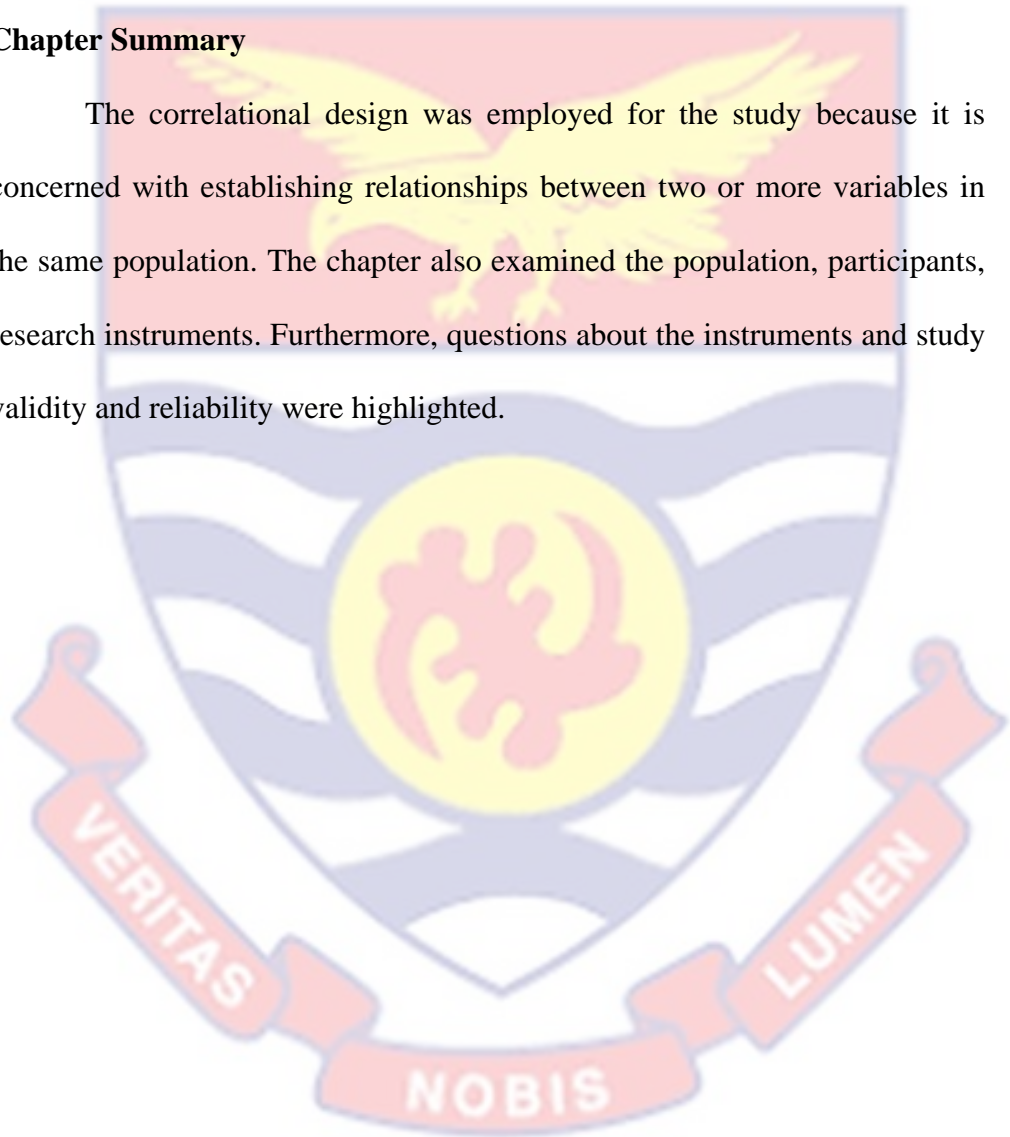 Chapter Summary
The correlational design was employed for the study because it is
concerned with establishing relationships between two or more variables in
the same population. The chapter also examined the population, participants,
research instruments. Furthermore, questions about the instruments and study
validity and reliability were highlighted.
VERITAS
NOBIS
LUMEN